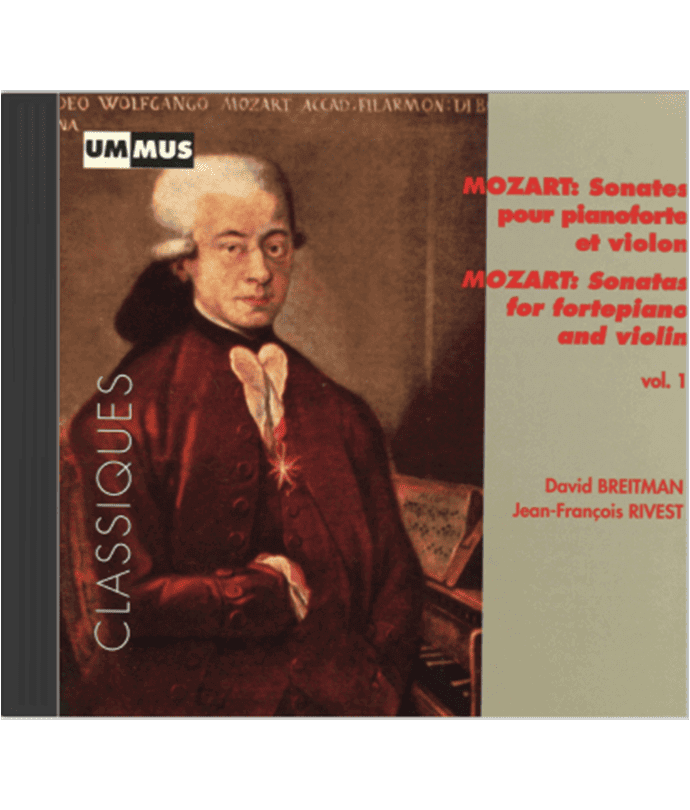 DEO WOLFGANGO MOZART ACCAD. FILARMON: DI B
NA
UMMUS
MOZART: Sonates
pour pianoforte
et violon
MOZART: Sonatas
for fortepiano
and violin
vol. 1
David BREITMAN
Jean-François RIVEST
CLASSIQUES